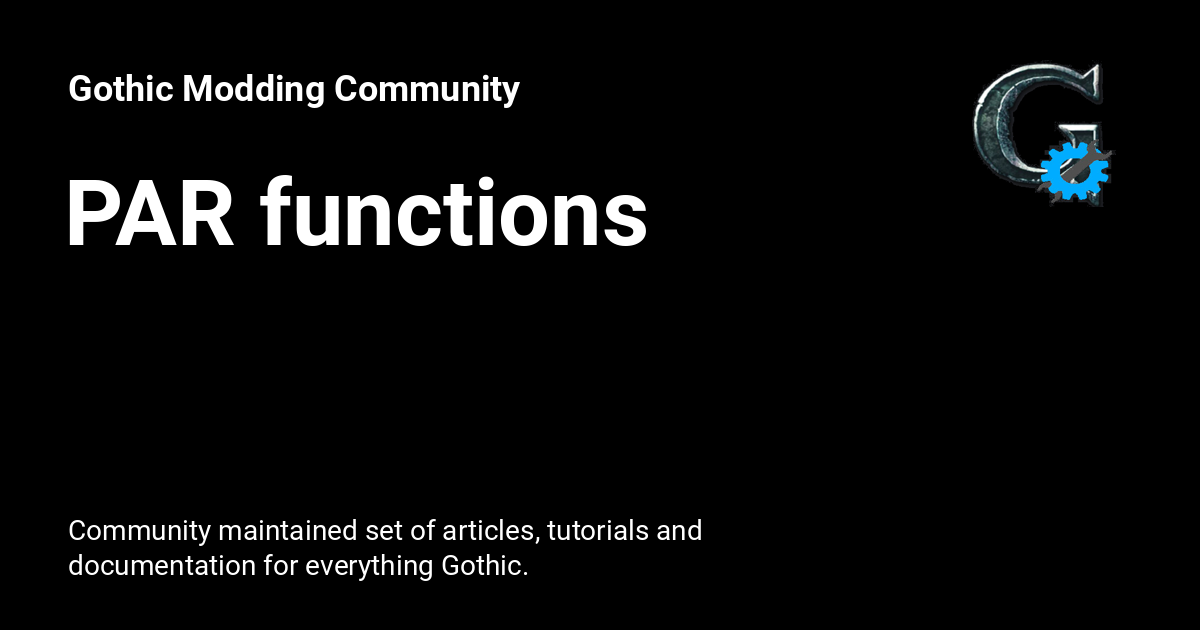 Gothic Modding Community
PAR functions
Community maintained set of articles, tutorials and
documentation for everything Gothic.